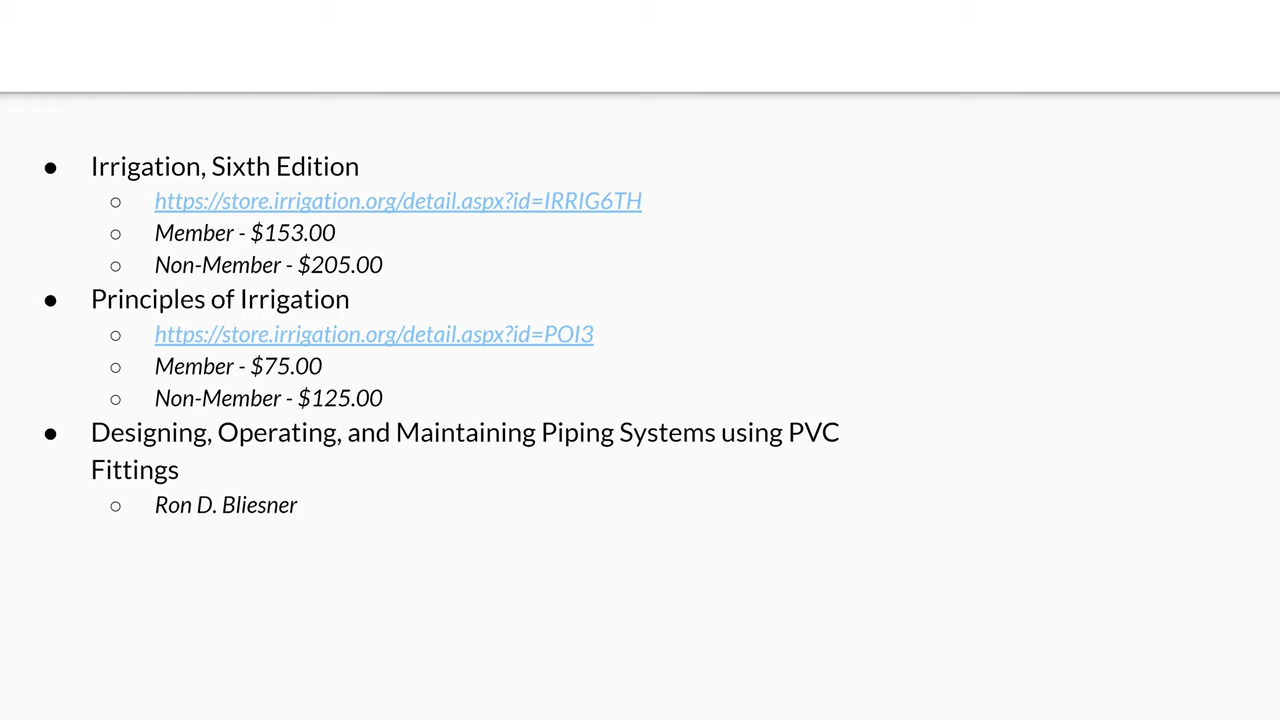 ● Irrigation, Sixth Edition
○ https://store.irrigation.org/detail.aspx?id=IRRIG6TH
○ Member - $153.00
○ Non-Member - $205.00
● Principles of Irrigation
○ https://store.irrigation.org/detail.aspx?id=POI3
○ Member - $75.00
○ Non-Member - $125.00
● Designing, Operating, and Maintaining Piping Systems using PVC
Fittings
○ Ron D. Bliesner